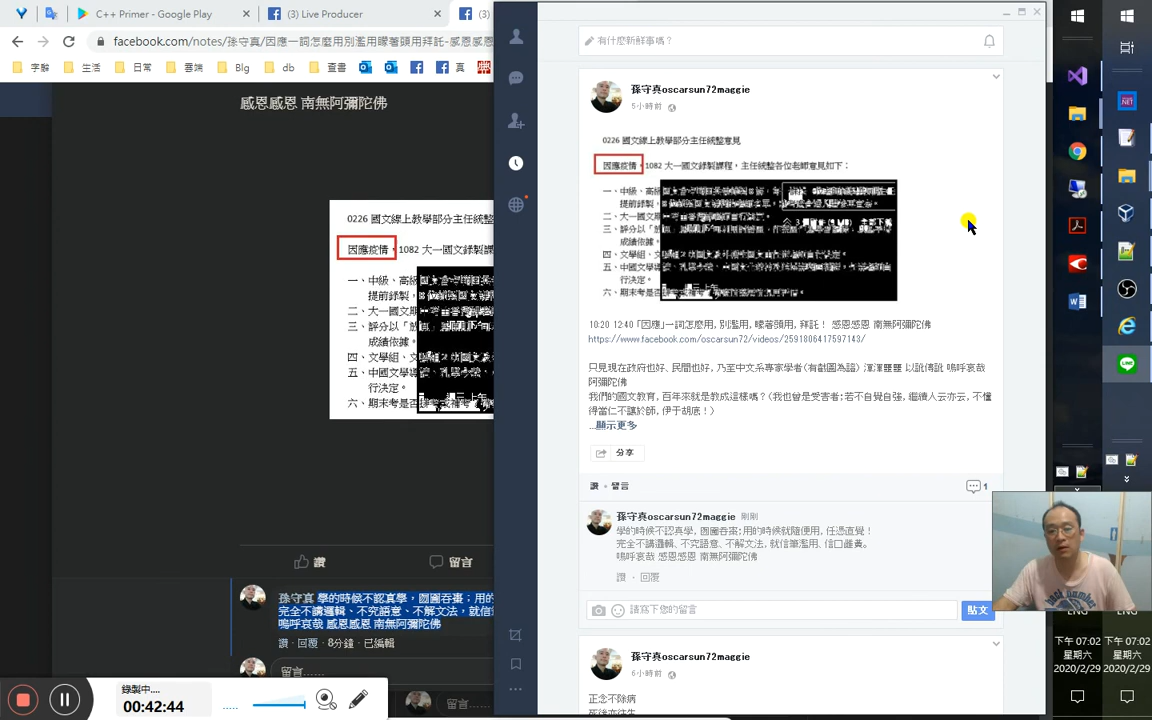 C++ Primer - Google Play
(3) Live Producer
(3)
facebook.com/notes/孫守真/因應一詞怎麼用別濫用矇著頭用拜託-感恩感恩
字辭
生活
日常
雲端
Blg
db
查書
真
感恩感恩 南無阿彌陀佛
0226 國文線上教學部分主任統整
因應疫情，1082 大一國文錄製課
一、中級、高級
提前錄製，
二、大一國文期
三、評分以「
成績依據。
四、文學組、文
五、中國文學
行決定。
六、期末考是否
讚
留言
孫守真 學的時候不認真學，囫圇吞棗；用的
完全不講邏輯、不究語意、不解文法，就信
嗚呼哀哉 感恩感恩 南無阿彌陀佛
讚 · 回覆 · 8分鐘 · 已編輯
留言......
留言......
錄製中....
00:42:44
有什麼新鮮事嗎？
孫守真oscarsun72maggie
5小時前
0226 國文線上教學部分主任統整意見
因應疫情，1082 大一國文錄製課程，主任統整各位老師意見如下：
一、中級、高級
提前錄製，
二、大一國文期
三、評分以「
成績依據。
四、文學組、文
五、中國文學
行決定。
六、期末考是否
10:20 12:40 「因應」一詞怎麼用, 別濫用, 矇著頭用, 拜託！ 感恩感恩 南無阿彌陀佛
https://www.facebook.com/oscarsun72/videos/2591806417597143/
只見現在政府也好、民間也好, 乃至中文系專家學者（有截圖為證） 渾渾噩噩 以訛傳訛 嗚呼哀哉
阿彌陀佛
我們的國文教育, 百年來就是教成這樣嗎？（我也曾是受害者; 若不自覺自強, 繼續人云亦云, 不懂
得當仁不讓於師, 伊于胡底！）
...顯示更多
分享
讚 · 留言
1
孫守真oscarsun72maggie 剛剛
學的時候不認真學, 囫圇吞棗; 用的時候就隨便用, 任憑直覺！
完全不講邏輯、不究語意、不解文法, 就信筆濫用、信口雌黃。
嗚呼哀哉 感恩感恩 南無阿彌陀佛
讚 · 回覆
請寫下您的留言
貼文
孫守真oscarsun72maggie
6小時前
正念不除病
死後亦往生
.NET
ENG
ENG
下午 07:02
星期六
2020/2/29
下午 07:02
星期六
2020/2/29